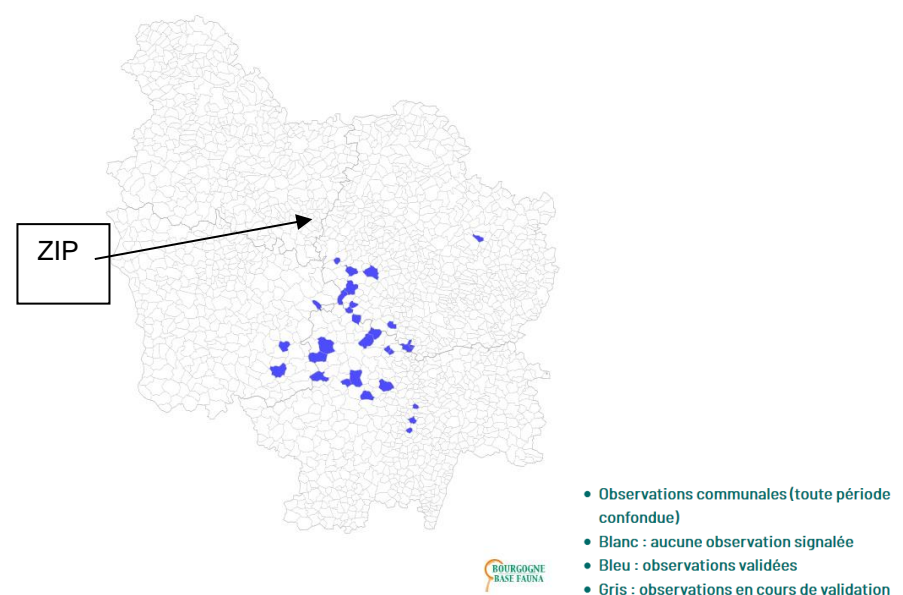 ZIP
• Observations communales (toute période
confondue)
• Blanc : aucune observation signalée
• Bleu : observations validées
• Gris : observations en cours de validation
BOURGOGNE
BASE FAUNA